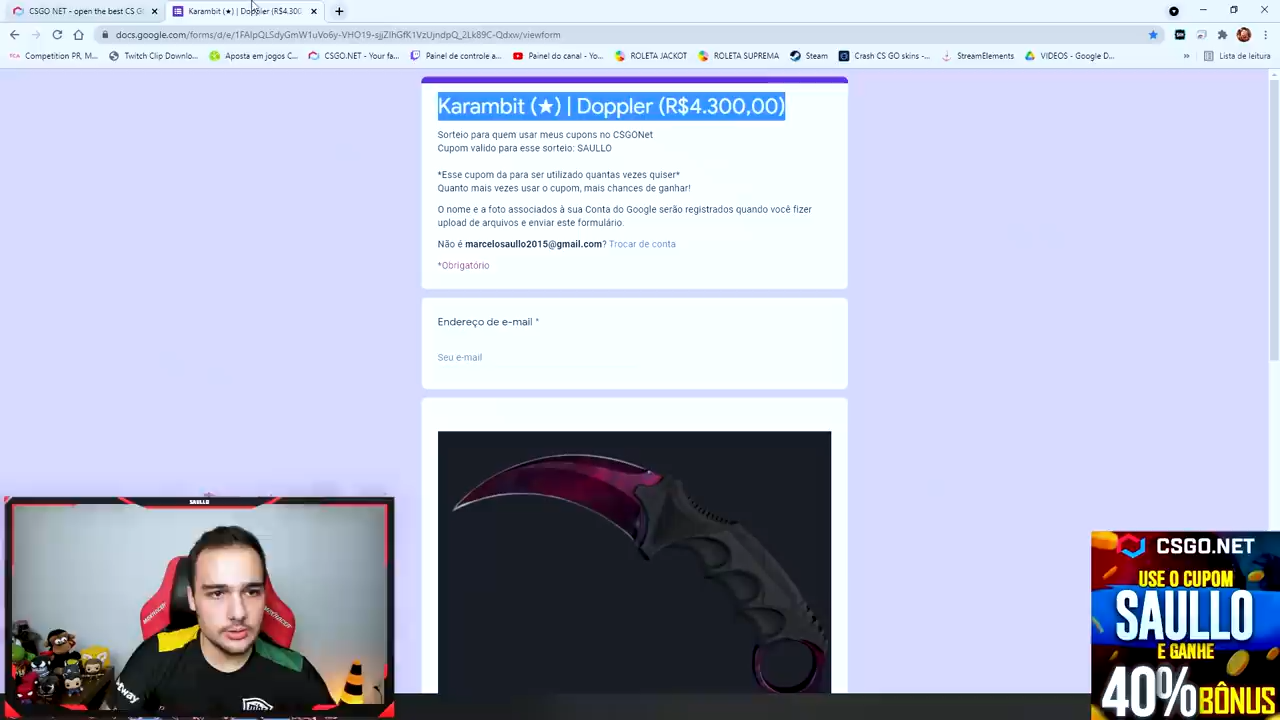 CSGO NET - open the best CS G
Karambit (★) | Doppler (R$4.300
docs.google.com/forms/d/e/1FAIpQLSdyGmW1uVo6y-VHO19-sjjZIhGfK1VzUjndpQ_2Lk89C-Qdxw/viewform
Competition PR, M...
Twitch Clip Downlo...
Aposta em jogos C...
CSGO.NET - Your fa...
Painel de controle a...
Painel do canal - Yo...
ROLETA JACKOT
ROLETA SUPREMA
Steam
Crash CS GO skins -...
StreamElements
VIDEOS - Google D...
»
Lista de leitura
Karambit (★) | Doppler (R$4.300,00)
Sorteio para quem usar meus cupons no CSGONet
Cupom valido para esse sorteio: SAULLO
*Esse cupom da para ser utilizado quantas vezes quiser*
Quanto mais vezes usar o cupom, mais chances de ganhar!
O nome e a foto associados à sua Conta do Google serão registrados quando você fizer
upload de arquivos e enviar este formulário.
Não é marcelosaullo2015@gmail.com? Trocar de conta
*Obrigatório
Endereço de e-mail *
Seu e-mail
SAULLO
CSGO.NET
USE O CUPOM
SAULLO
E GANHE
40% BÔNUS